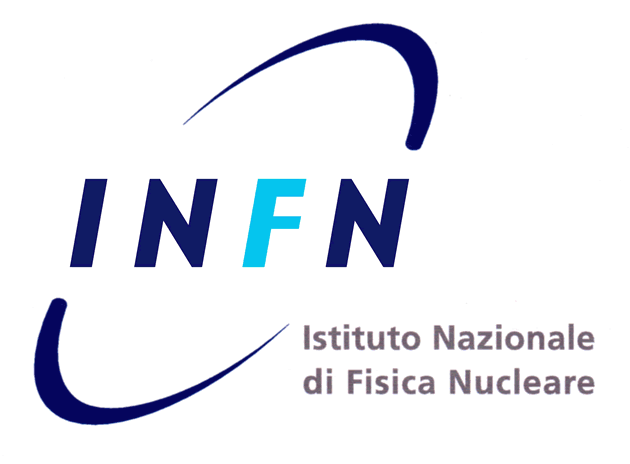 INFN
Istituto Nazionale
di Fisica Nucleare